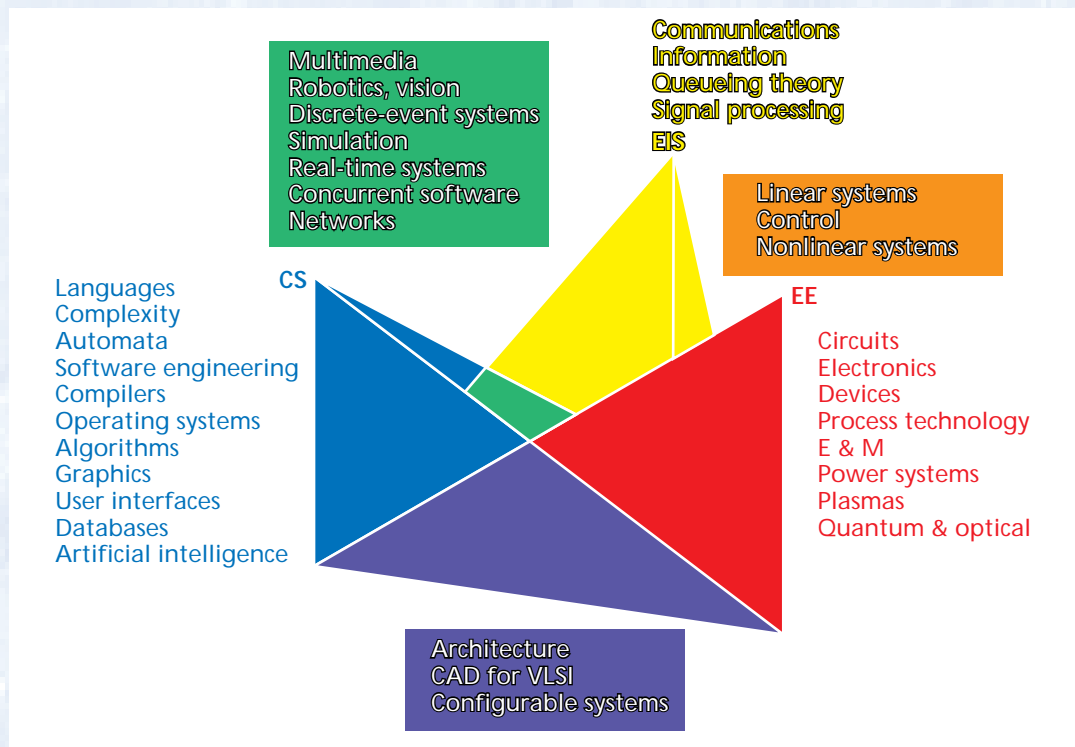 Communications
Information
Queueing theory
Signal processing
EIS
Multimedia
Robotics, vision
Discrete-event systems
Simulation
Real-time systems
Concurrent software
Networks
Linear systems
Control
Nonlinear systems
CS
Languages
Complexity
Automata
Software engineering
Compilers
Operating systems
Algorithms
Graphics
User interfaces
Databases
Artificial intelligence
EE
Circuits
Electronics
Devices
Process technology
E & M
Power systems
Plasmas
Quantum & optical
Architecture
CAD for VLSI
Configurable systems